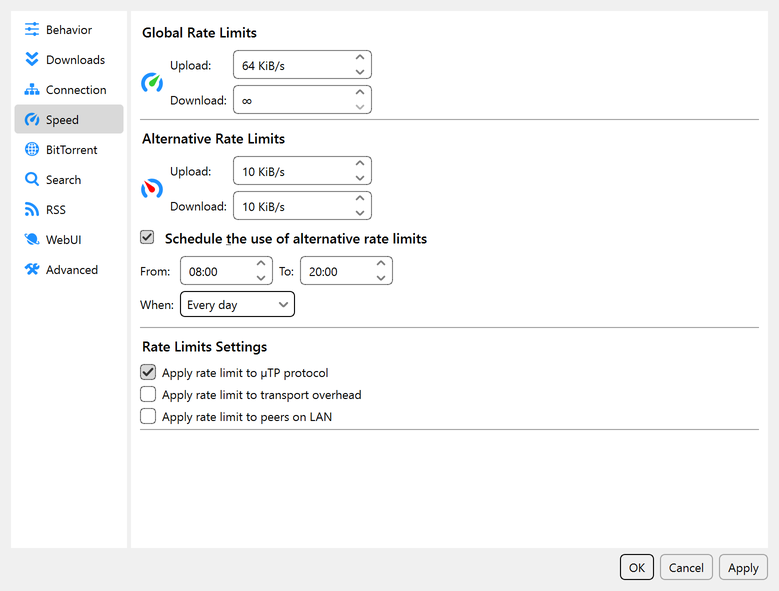 Behavior
Downloads
Connection
Speed
BitTorrent
Search
RSS
WebUI
Advanced
Global Rate Limits
Upload: 64 KiB/s
Download: ∞
Alternative Rate Limits
Upload: 10 KiB/s
Download: 10 KiB/s
Schedule the use of alternative rate limits
From: 08:00 To: 20:00
When: Every day
Rate Limits Settings
Apply rate limit to µTP protocol
Apply rate limit to transport overhead
Apply rate limit to peers on LAN
OK Cancel Apply